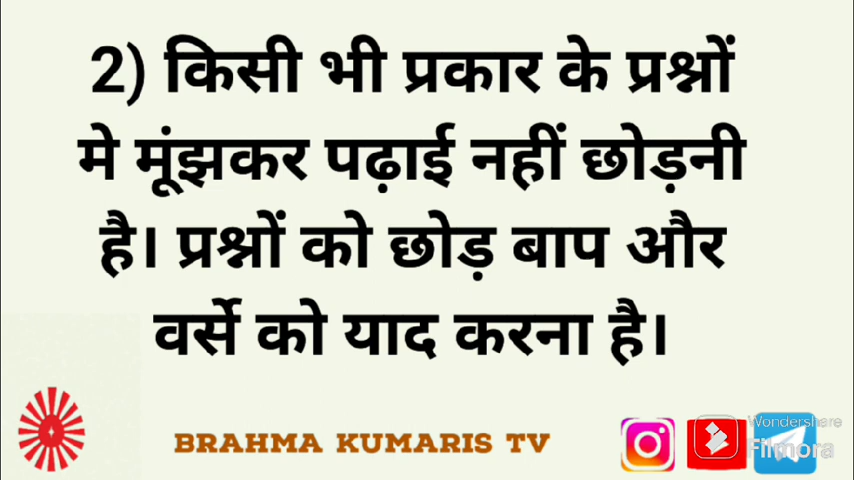 2) किसी भी प्रकार के प्रश्नों
मे मूंझकर पढ़ाई नहीं छोड़नी
है। प्रश्नों को छोड़ बाप और
वर्से को याद करना है।
BRAHMA KUMARIS TV
Wondershare
Filmora